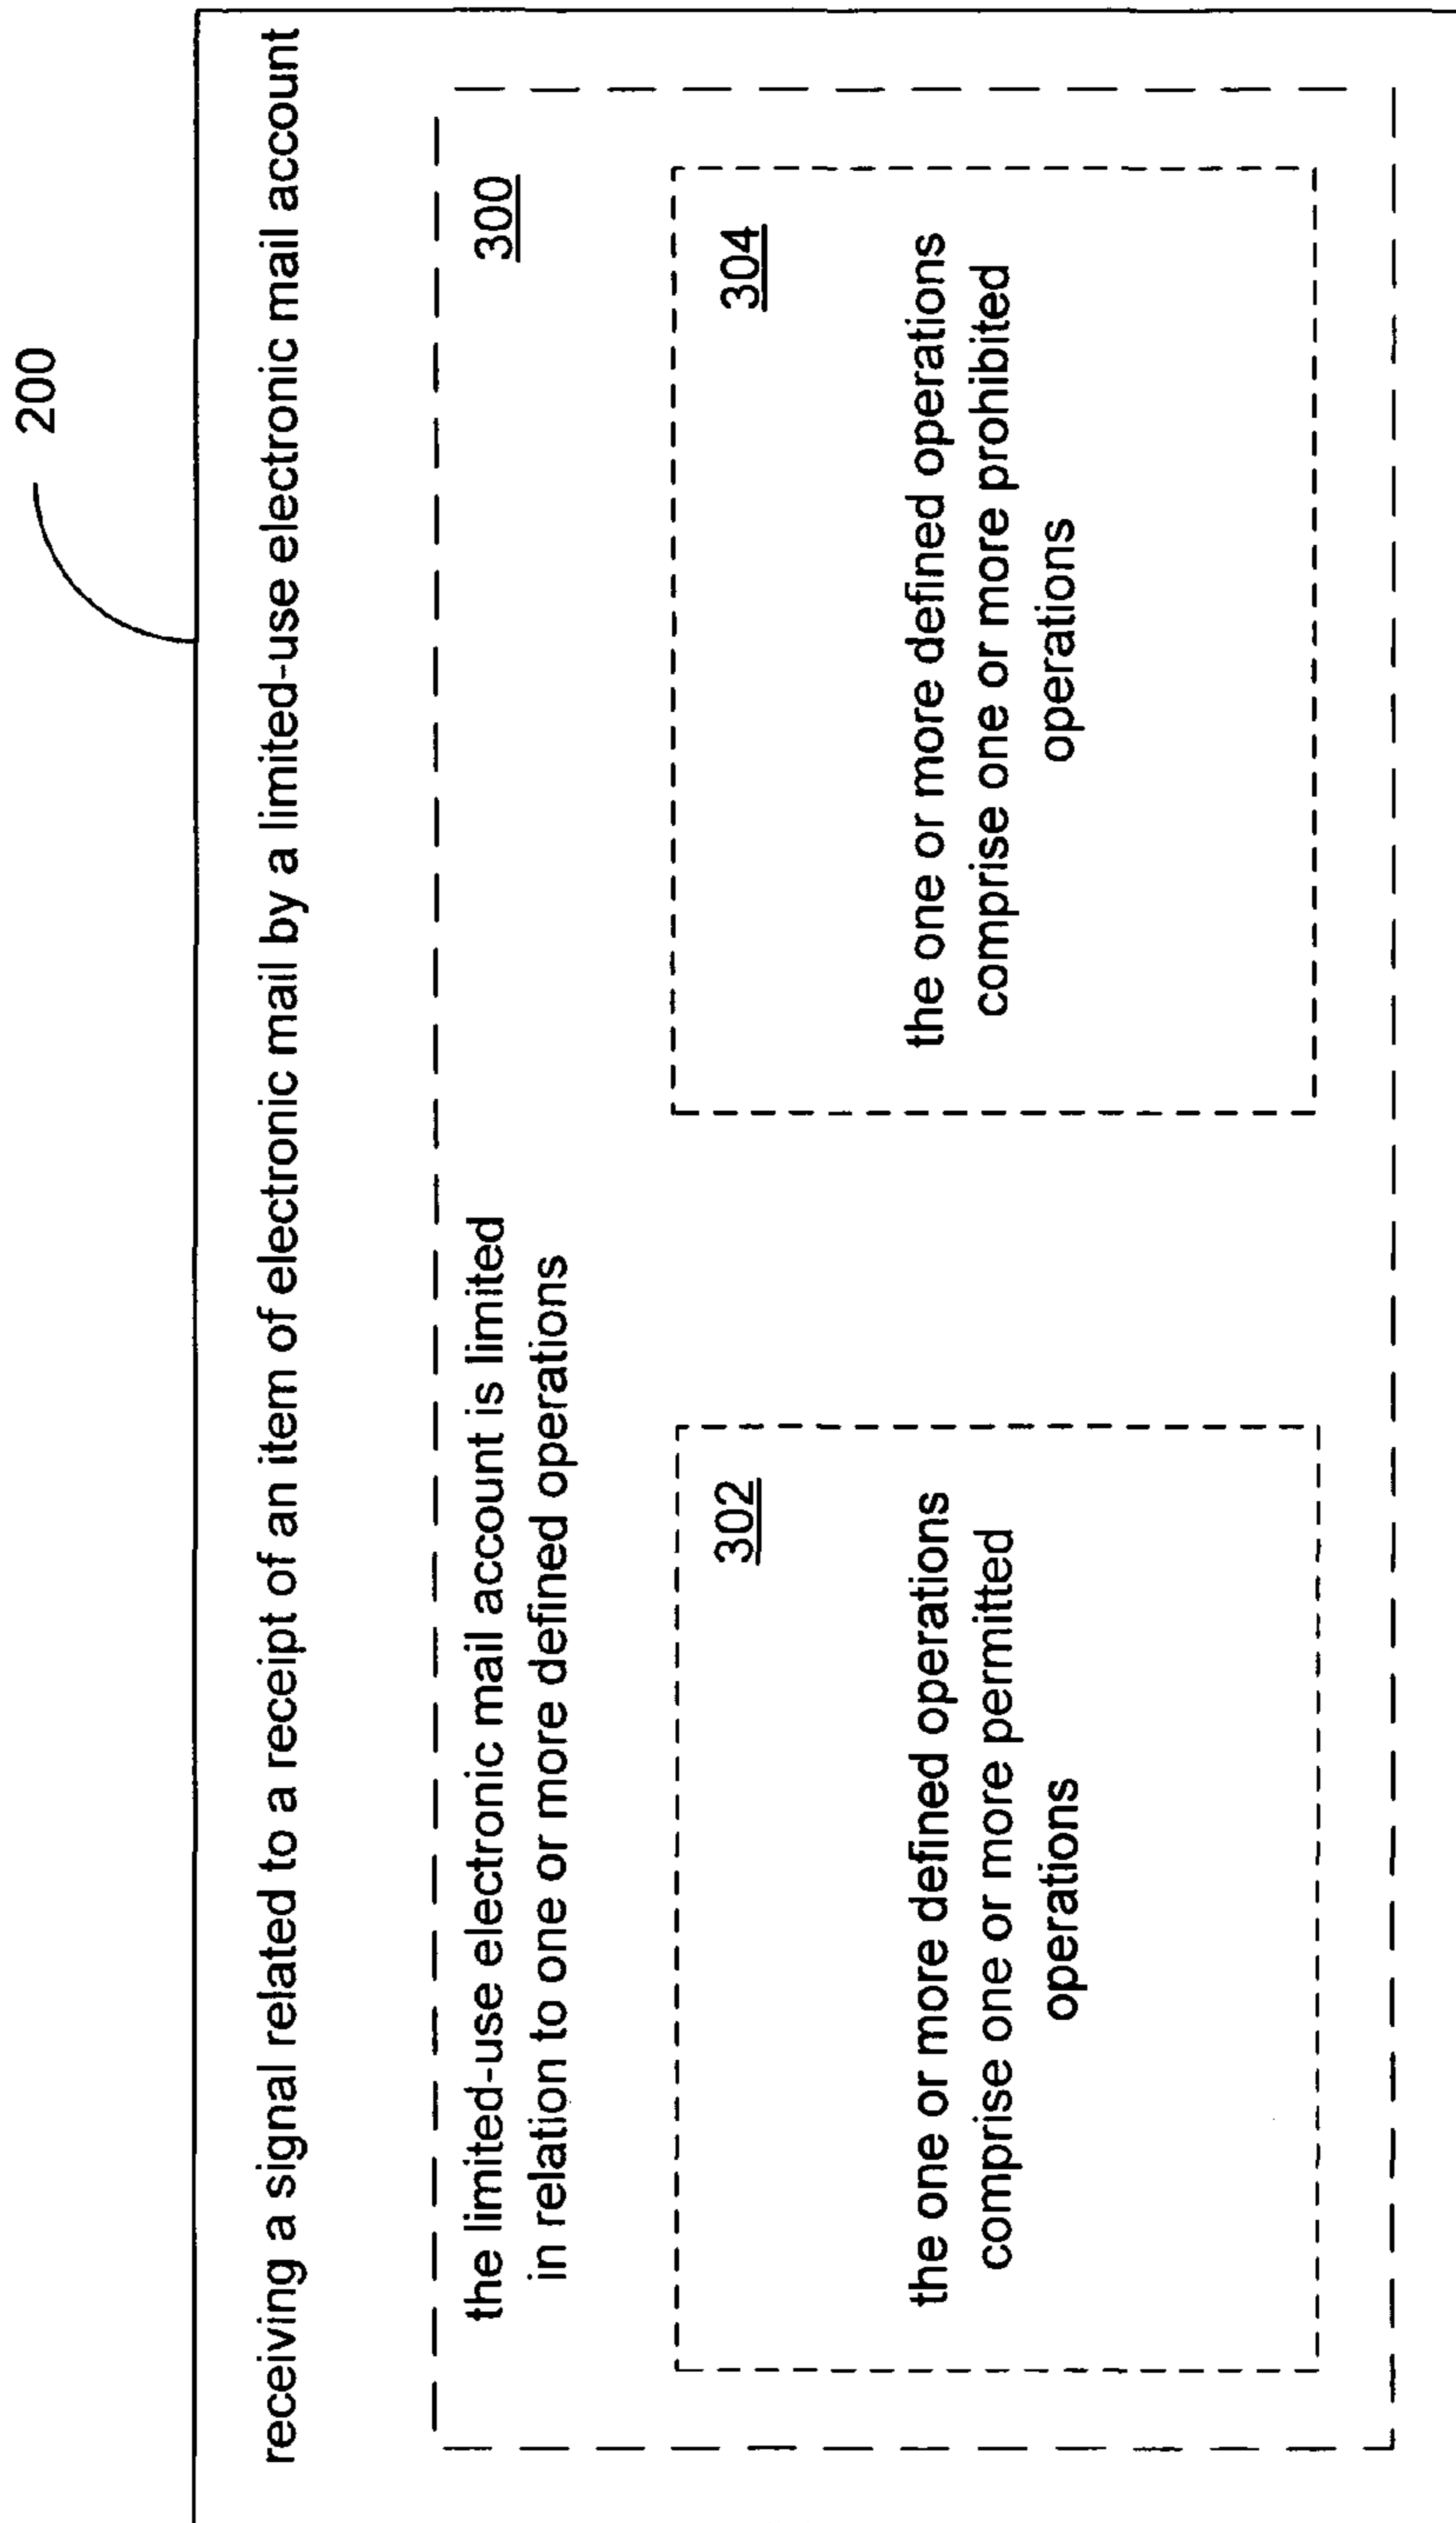 200
receiving a signal related to a receipt of an item of electronic mail by a limited-use electronic mail account
the limited-use electronic mail account is limited
in relation to one or more defined operations
300
302
the one or more defined operations
comprise one or more permitted
operations
304
the one or more defined operations
comprise one or more prohibited
operations